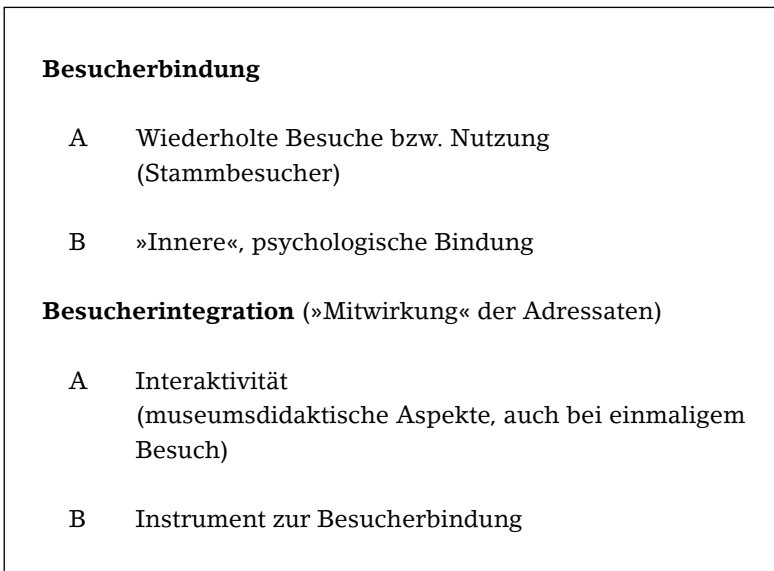 Besucherbindung
A Wiederholte Besuche bzw. Nutzung
(Stammbesucher)
B »Innere«, psychologische Bindung
Besucherintegration (»Mitwirkung« der Adressaten)
A Interaktivität
(museumsdidaktische Aspekte, auch bei einmaligem
Besuch)
B Instrument zur Besucherbindung